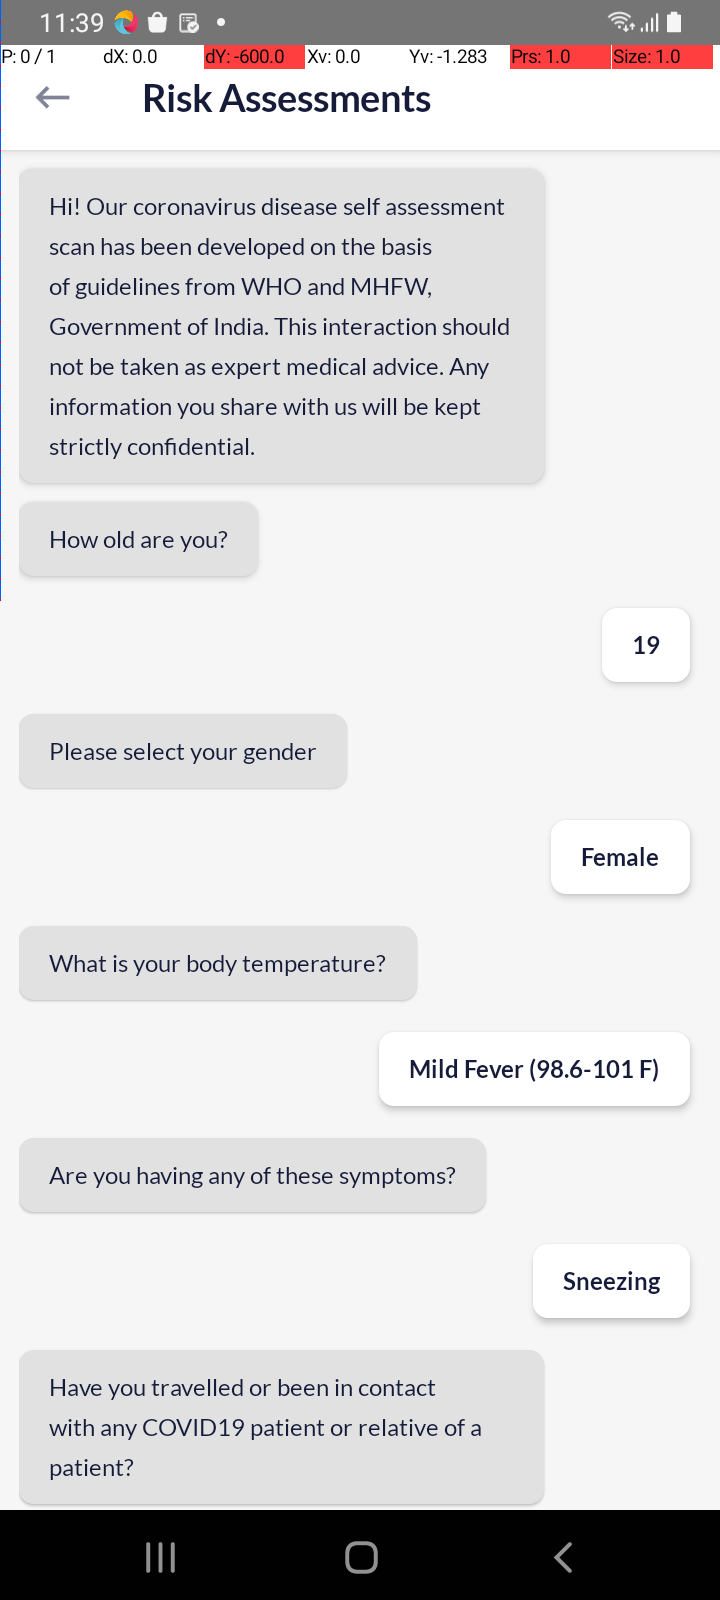 11:39
P: 0 / 1 dX: 0.0 dY: -600.0 Xv: 0.0 Yv: -1.283 Prs: 1.0 Size: 1.0
Risk Assessments
Hi! Our coronavirus disease self assessment
scan has been developed on the basis
of guidelines from WHO and MHFW,
Government of India. This interaction should
not be taken as expert medical advice. Any
information you share with us will be kept
strictly confidential.
How old are you?
19
Please select your gender
Female
What is your body temperature?
Mild Fever (98.6-101 F)
Are you having any of these symptoms?
Sneezing
Have you travelled or been in contact
with any COVID19 patient or relative of a
patient?